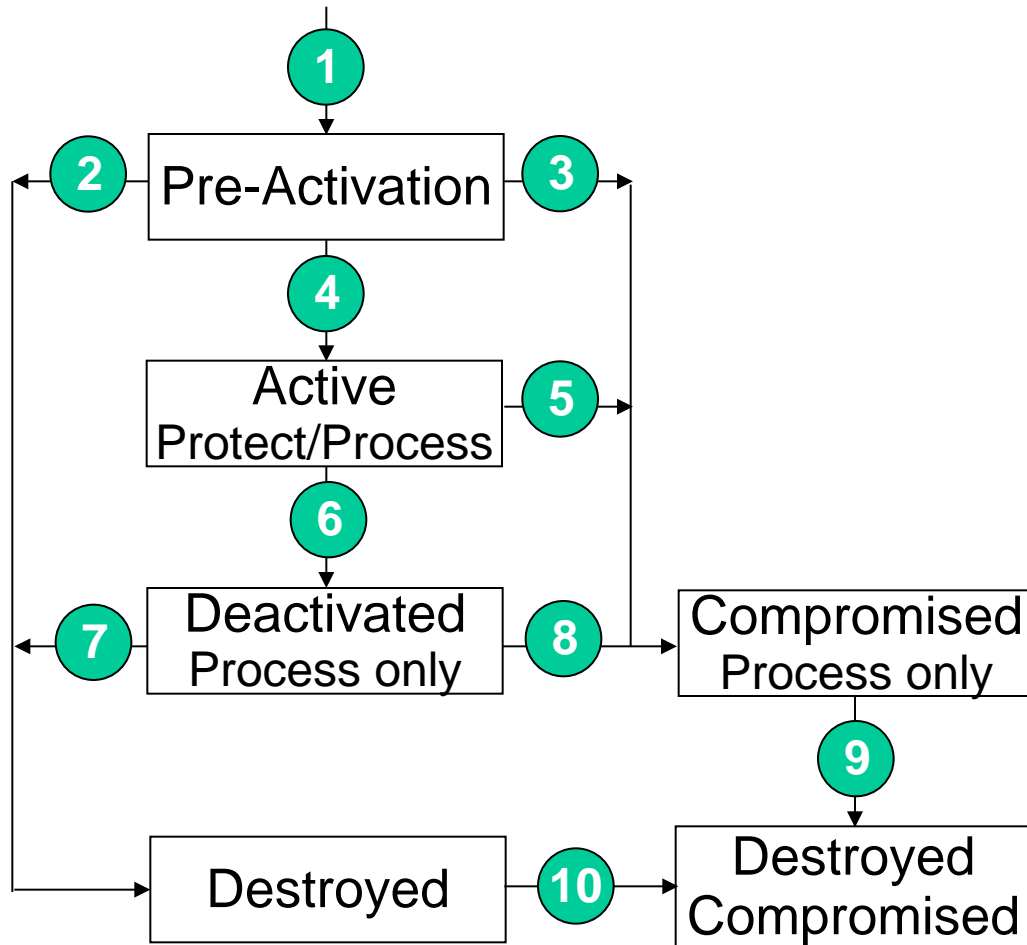 1
2
Pre-Activation
3
4
Active
Protect/Process
5
6
7
Deactivated
Process only
8
Compromised
Process only
9
Destroyed
10
Destroyed
Compromised